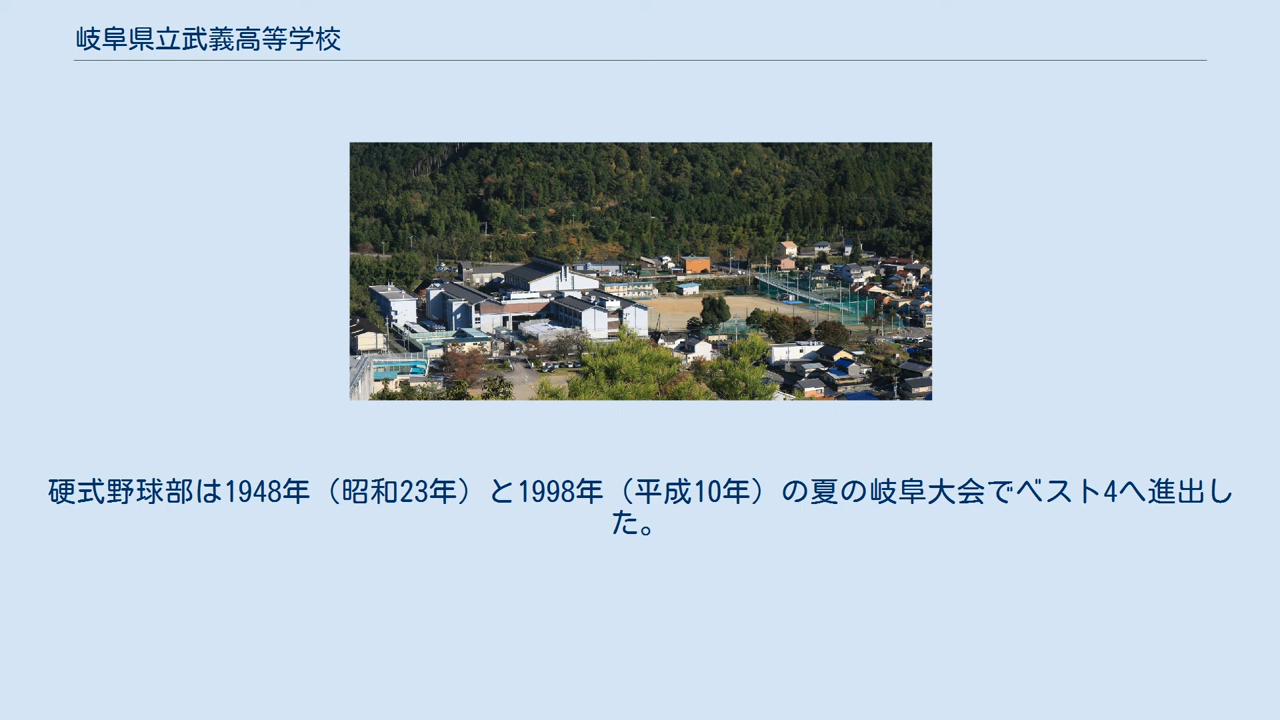 岐阜県立武義高等学校
硬式野球部は1948年（昭和23年）と1998年（平成10年）の夏の岐阜大会でベスト4へ進出し
た。